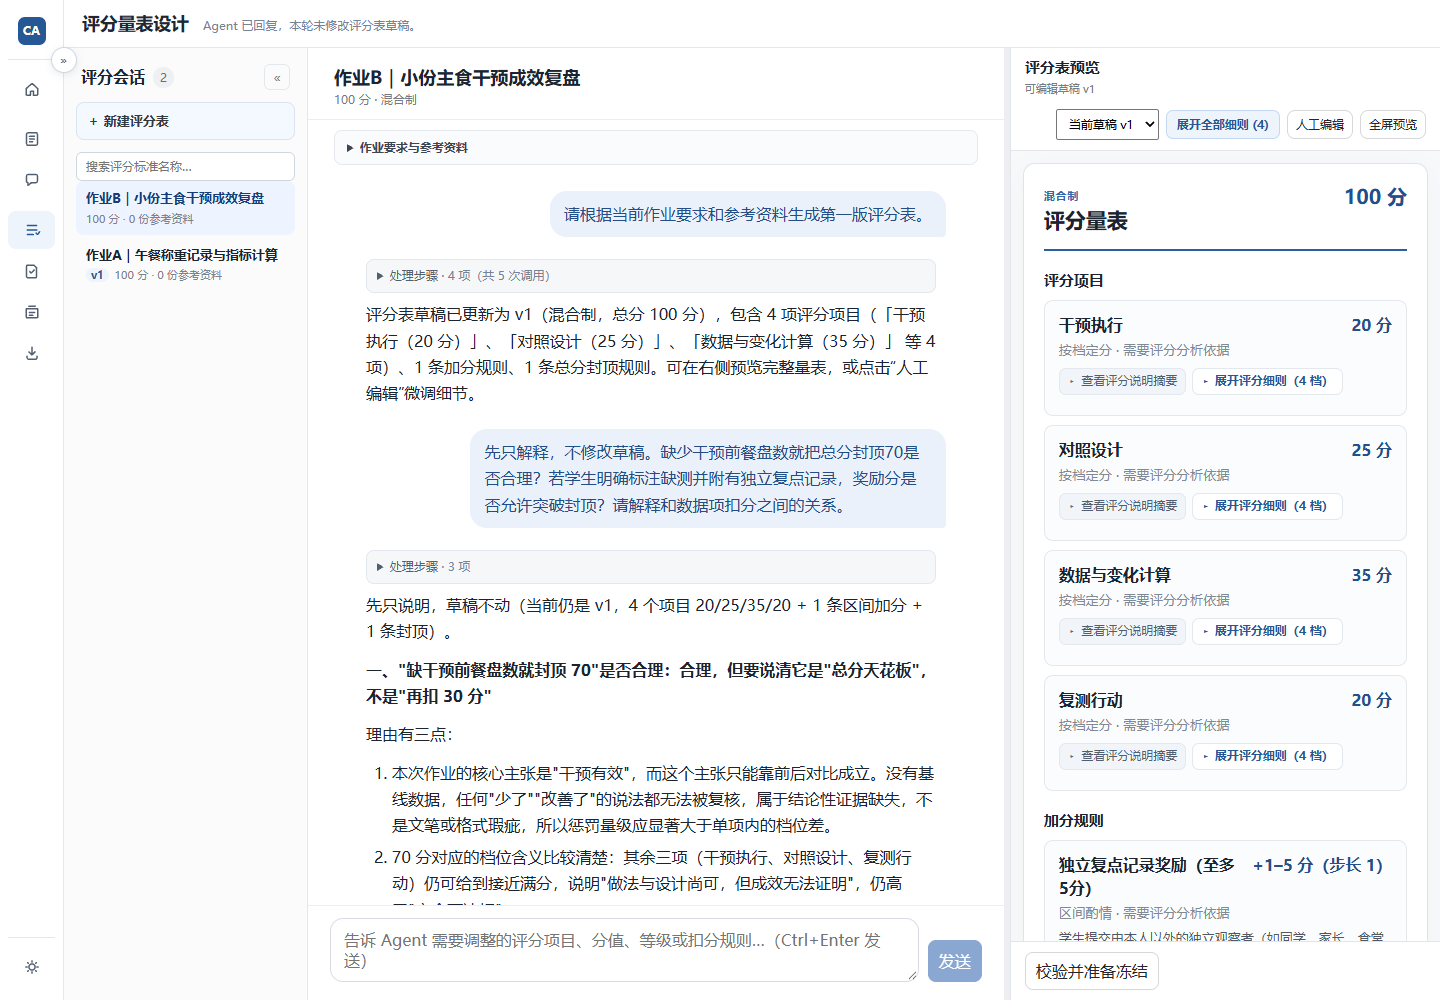 CA
评分量表设计
Agent 已回复，本轮未修改评分表草稿。
»
评分会话 2
«
+ 新建评分表
搜索评分标准名称...
作业B｜小份主食干预成效复盘
100 分 · 0 份参考资料
作业A｜午餐称重记录与指标计算
v1 100 分 · 0 份参考资料
作业B｜小份主食干预成效复盘
100 分 · 混合制
▶ 作业要求与参考资料
请根据当前作业要求和参考资料生成第一版评分表。
▶ 处理步骤 · 4 项（共 5 次调用）
评分表草稿已更新为 v1（混合制，总分 100 分），包含 4 项评分项目（「干预
执行（20 分）」、「对照设计（25 分）」、「数据与变化计算（35 分）」 等 4
项）、1 条加分规则、1 条总分封顶规则。可在右侧预览完整量表，或点击“人工
编辑”微调细节。
先只解释，不修改草稿。缺少干预前餐盘数就把总分封顶70是
否合理？若学生明确标注缺测并附有独立复点记录，奖励分是
否允许突破封顶？请解释和数据项扣分之间的关系。
▶ 处理步骤 · 3 项
先只说明，草稿不动（当前仍是 v1，4 个项目 20/25/35/20 + 1 条区间加分 +
1 条封顶）。
一、"缺干预前餐盘数就封顶 70"是否合理：合理，但要说清它是"总分天花板"，
不是"再扣 30 分"
理由有三点：
1. 本次作业的核心主张是"干预有效"，而这个主张只能靠前后对比成立。没有基
线数据，任何"少了""改善了"的说法都无法被复核，属于结论性证据缺失，不
是文笔或格式瑕疵，所以惩罚量级应显著大于单项内的档位差。
2. 70 分对应的档位含义比较清楚：其余三项（干预执行、对照设计、复测行
动）仍可给到接近满分，说明"做法与设计尚可，但成效无法证明"，仍高
告诉 Agent 需要调整的评分项目、分值、等级或扣分规则...（Ctrl+Enter 发
送）
发送
评分表预览
可编辑草稿 v1
当前草稿 v1
展开全部细则 (4)
人工编辑
全屏预览
混合制
评分量表
100 分
评分项目
干预执行 20 分
按档定分 · 需要评分分析依据
查看评分说明摘要 展开评分细则（4 档）
对照设计 25 分
按档定分 · 需要评分分析依据
查看评分说明摘要 展开评分细则（4 档）
数据与变化计算 35 分
按档定分 · 需要评分分析依据
查看评分说明摘要 展开评分细则（4 档）
复测行动 20 分
按档定分 · 需要评分分析依据
查看评分说明摘要 展开评分细则（4 档）
加分规则
独立复点记录奖励（至多 +1–5 分（步长 1）
5分）
区间酌情 · 需要评分分析依据
学生提交由本人以外的独立观察者（如同学、家长、食堂
校验并准备冻结